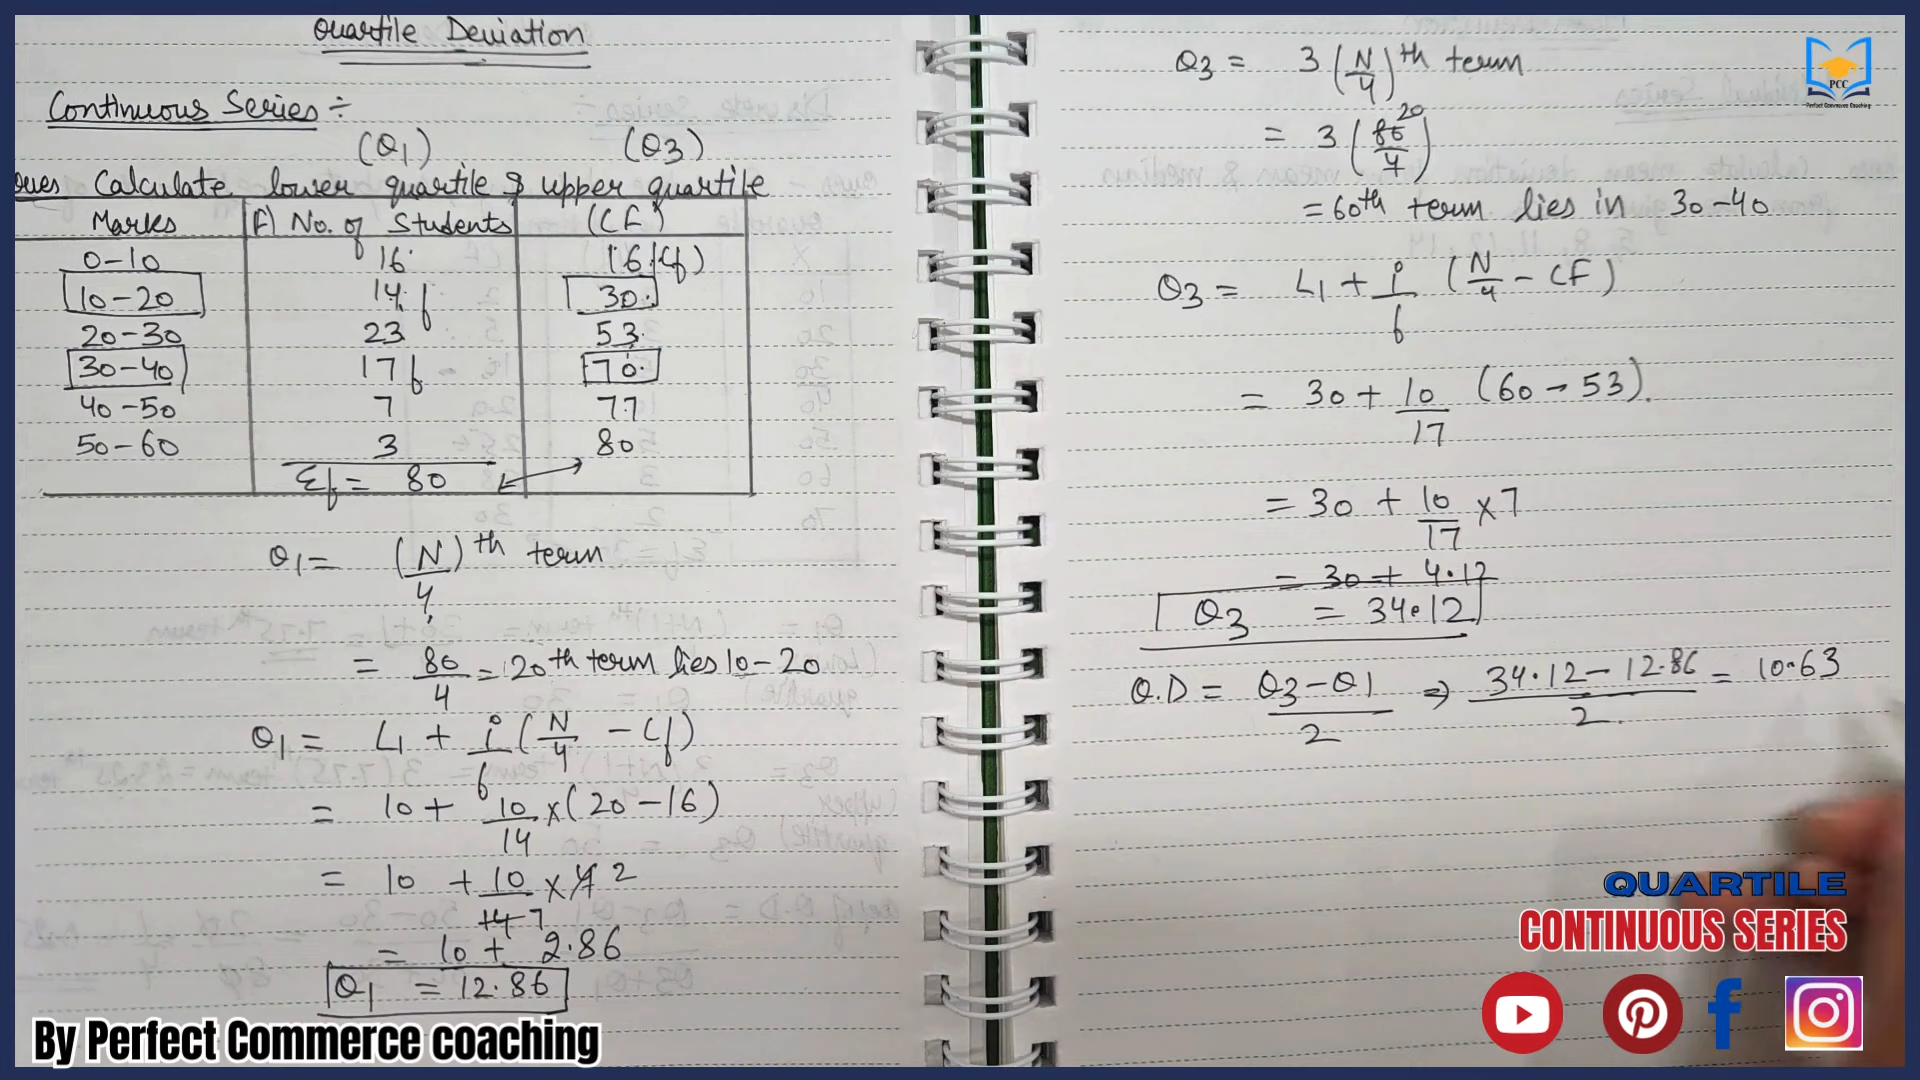 Quartile Deviation
Continuous Series ÷
(Q1) (Q3)
Ques Calculate lower quartile & upper quartile
Marks (F) No. of Students (CF)
0-10 16 16 (Cf)
10-20 14 f 30
20-30 23 53
30-40 17 f 70
40-50 7 77
50-60 3 80
Σf = 80
Q1 = (N/4)th term
= 80/4 = 20th term lies 10-20
Q1 = L1 + i/f (N/4 - Cf)
= 10 + 10/14 x (20-16)
= 10 + 10/14 7 x 4 2
= 10 + 2.86
Q1 = 12.86
Q3 = 3 (N/4)th term
= 3 (80/4) 20
= 60th term lies in 30-40
Q3 = L1 + i/f (N/4 - CF)
= 30 + 10/17 (60-53).
= 30 + 10/17 x 7
= 30 + 4.12
Q3 = 34.12
Q.D = Q3-Q1/2 ⇒ 34.12-12.86/2 = 10.63
PCC
Perfect Commerce Coaching
QUARTILE
CONTINUOUS SERIES
By Perfect Commerce coaching